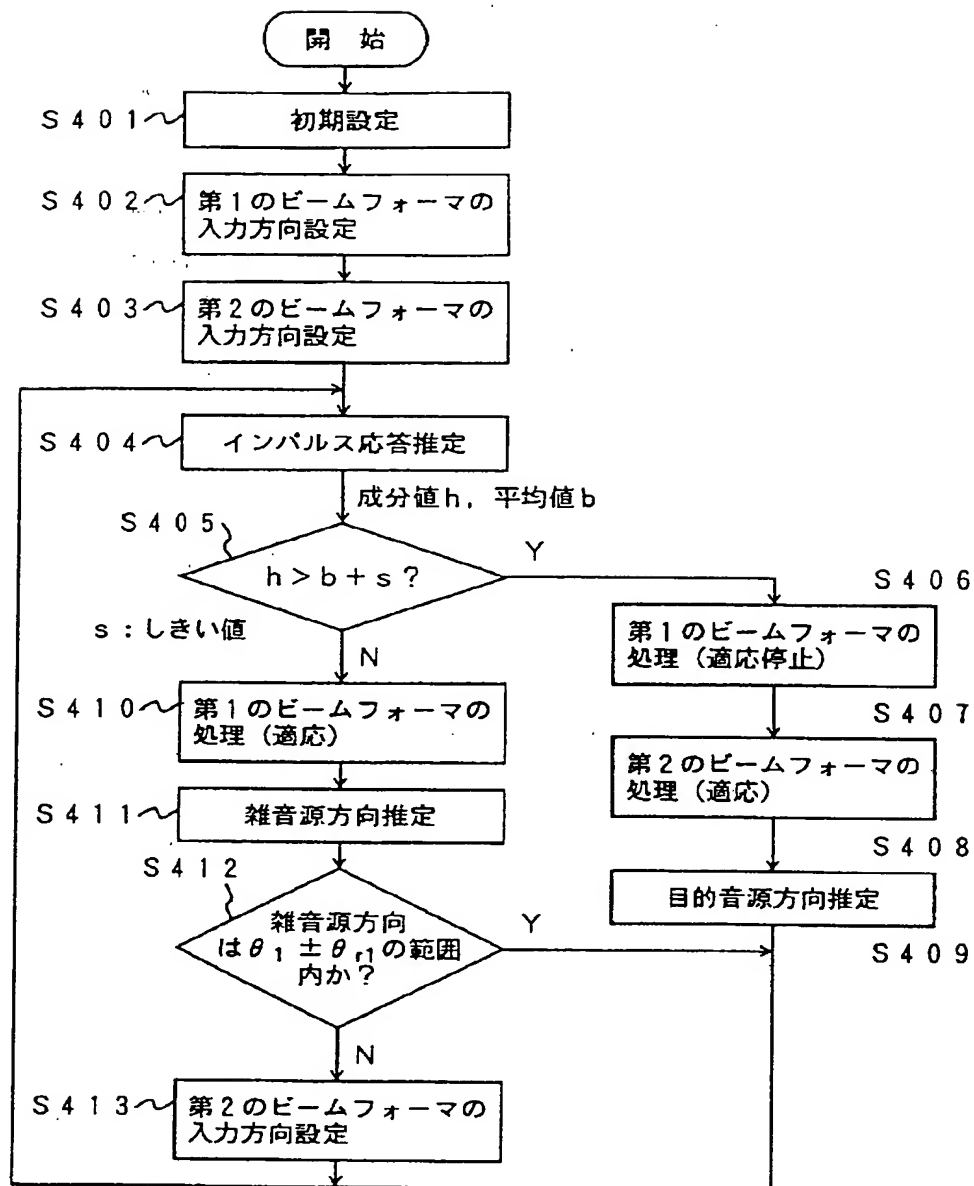 開 始
S401
初期設定
S402
第1のビームフォーマの
入力方向設定
S403
第2のビームフォーマの
入力方向設定
S404
インパルス応答推定
成分値h, 平均値b
S405
h>b+s?
Y
s:しきい値
N
S406
第1のビームフォーマの
処理(適応停止)
S407
第2のビームフォーマの
処理(適応)
S408
目的音源方向推定
S409
S410
第1のビームフォーマの
処理(適応)
S411
雑音源方向推定
S412
雑音源方向
はθ1±θr1の範囲
内か?
Y
N
S413
第2のビームフォーマの
入力方向設定